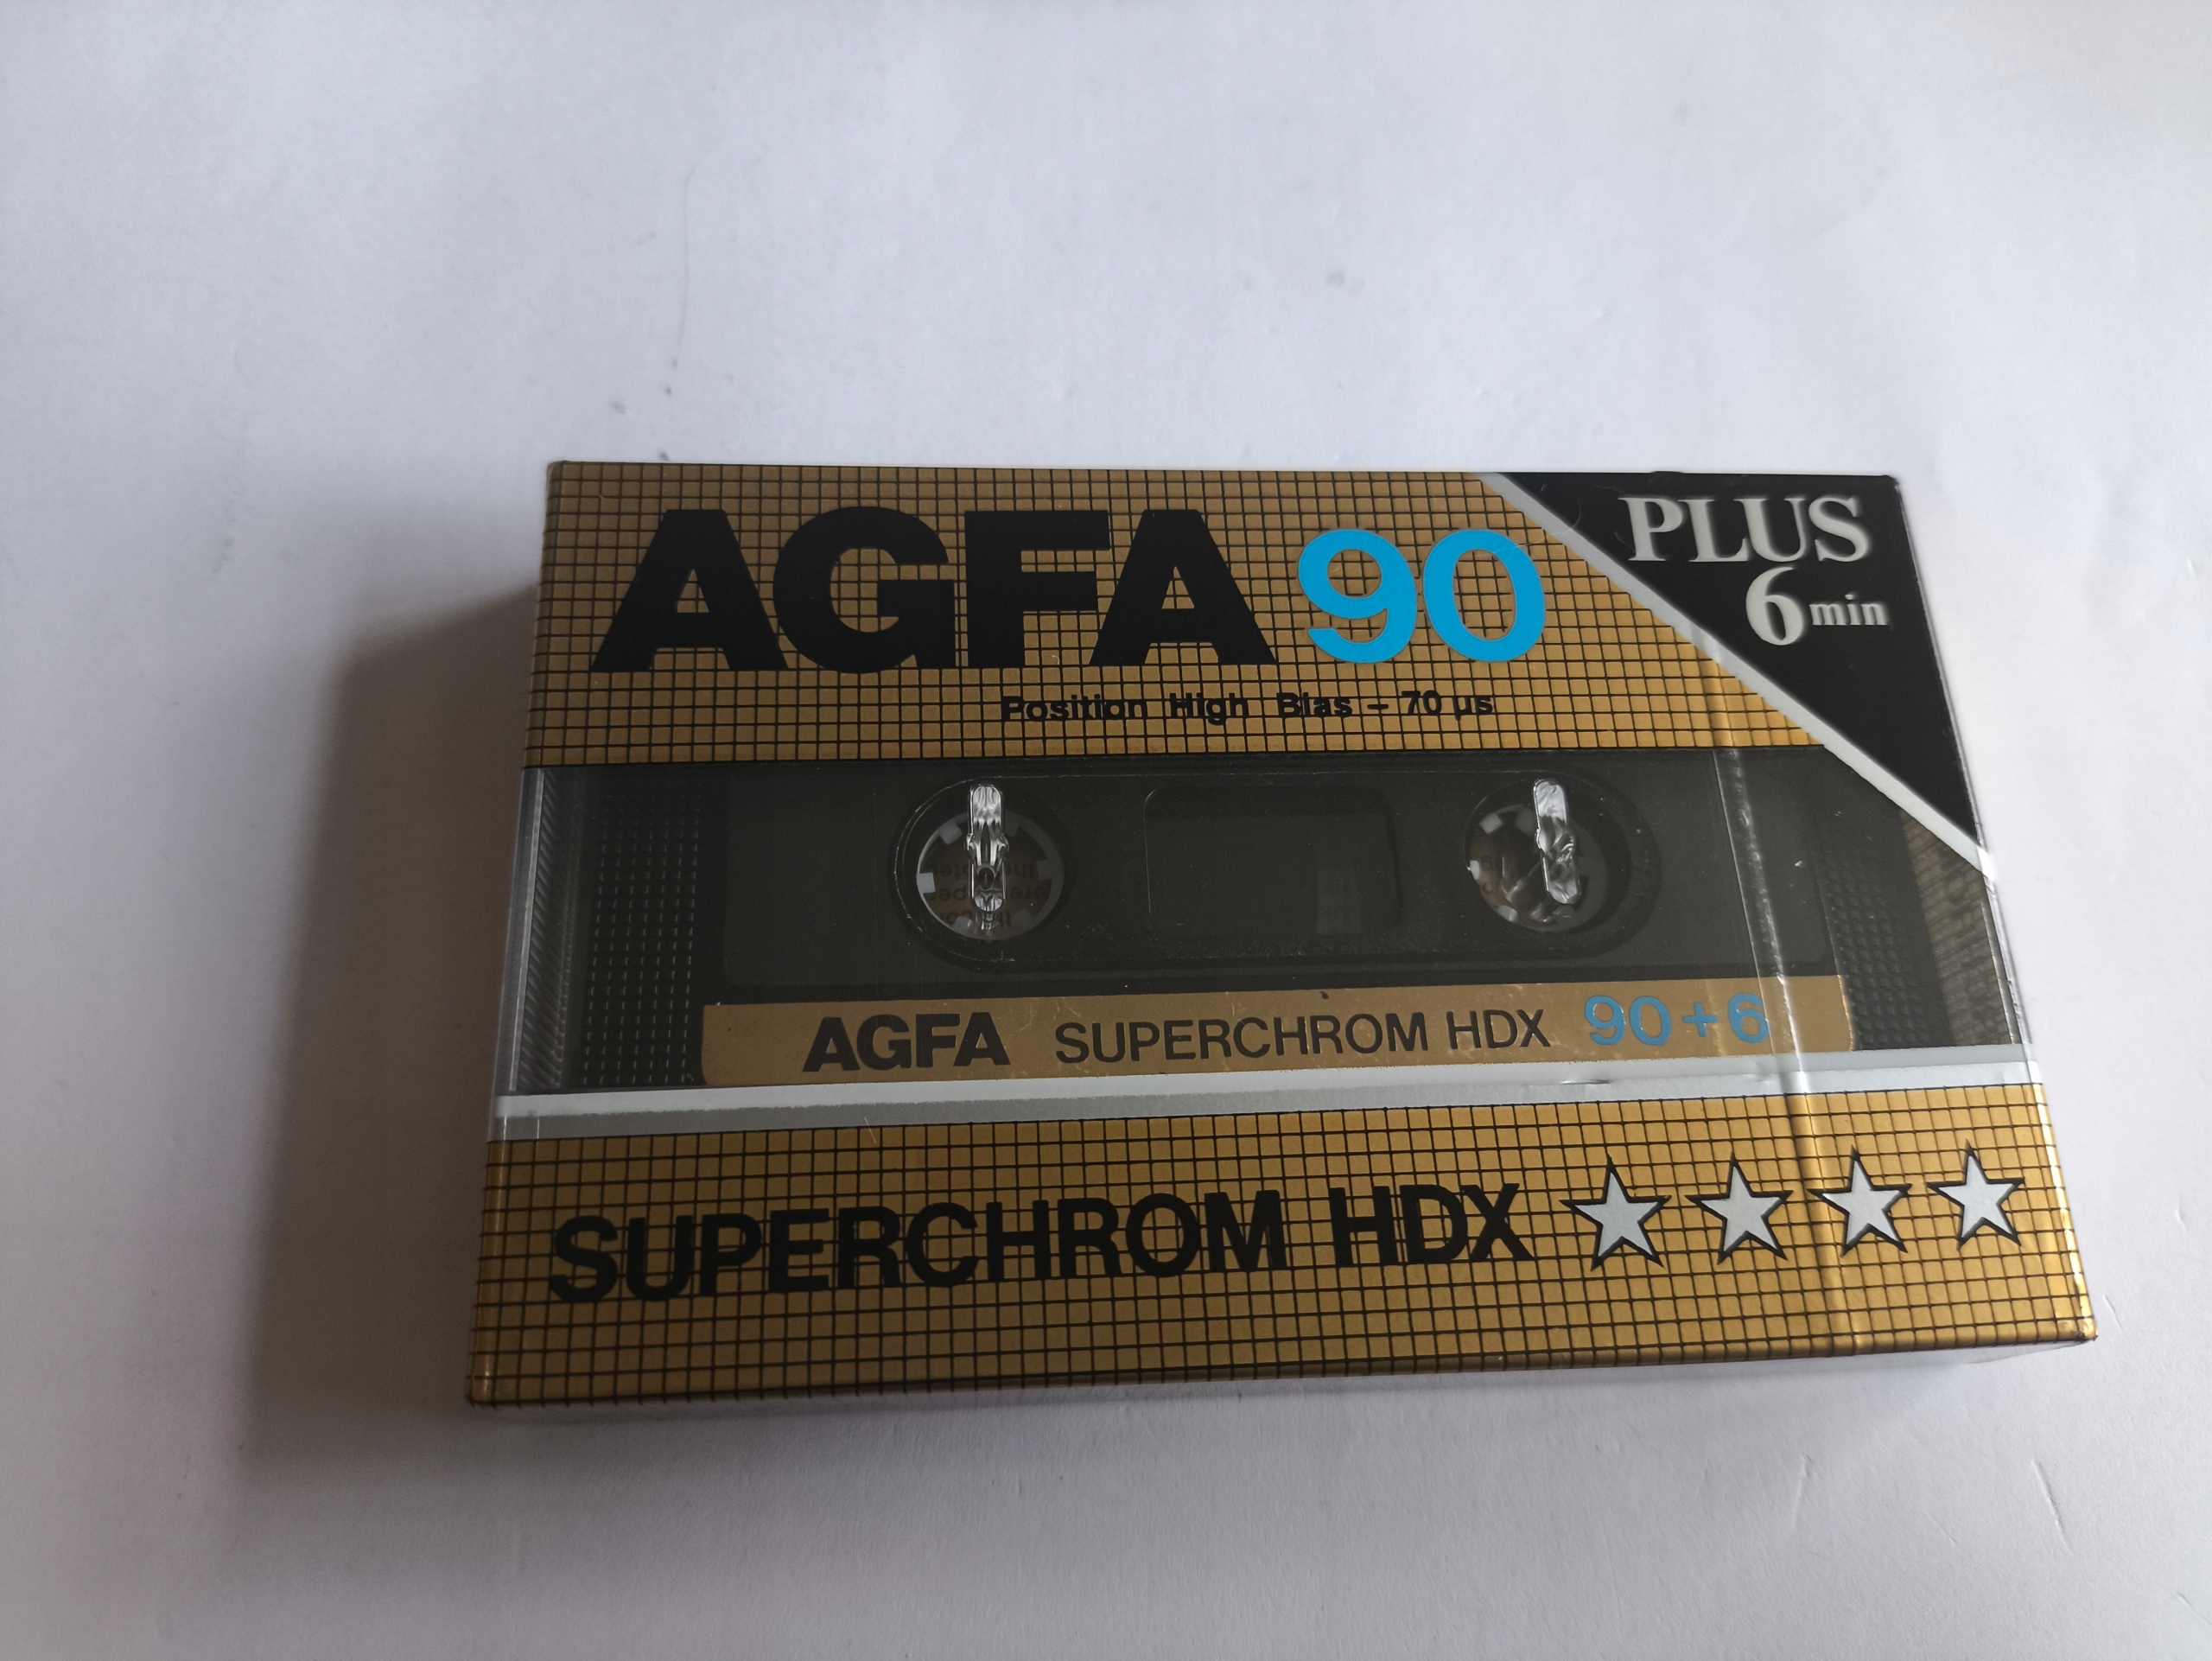 AGFA 90
PLUS
6 min
Position High Bias – 70 µs
AGFA SUPERCHROM HDX 90+6
SUPERCHROM HDX